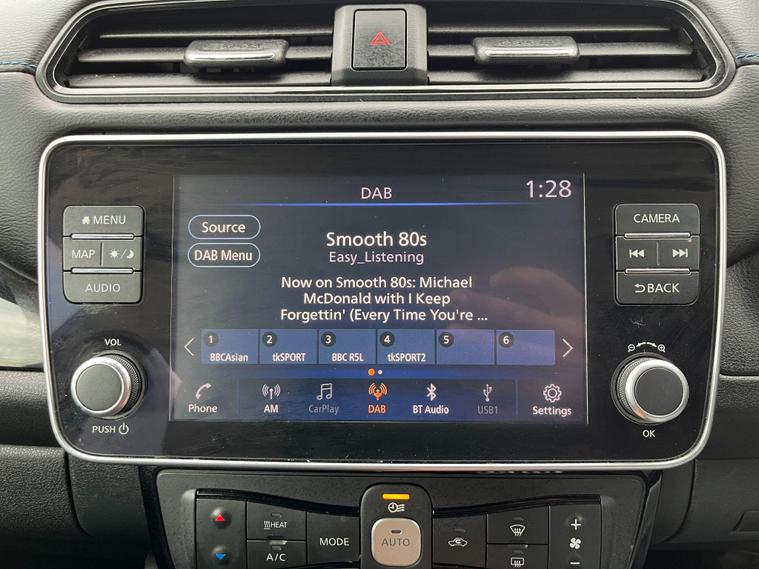 DAB
1:28
MENU
MAP
AUDIO
VOL
PUSH
Source
DAB Menu
Smooth 80s
Easy_Listening
Now on Smooth 80s: Michael
McDonald with I Keep
Forgettin' (Every Time You're ...
1 2 3 4 5 6
BBCAsian tkSPORT BBC R5L tkSPORT2
Phone AM CarPlay DAB BT Audio USB1 Settings
CAMERA
BACK
OK
HEAT
A/C
MODE
AUTO
+
−